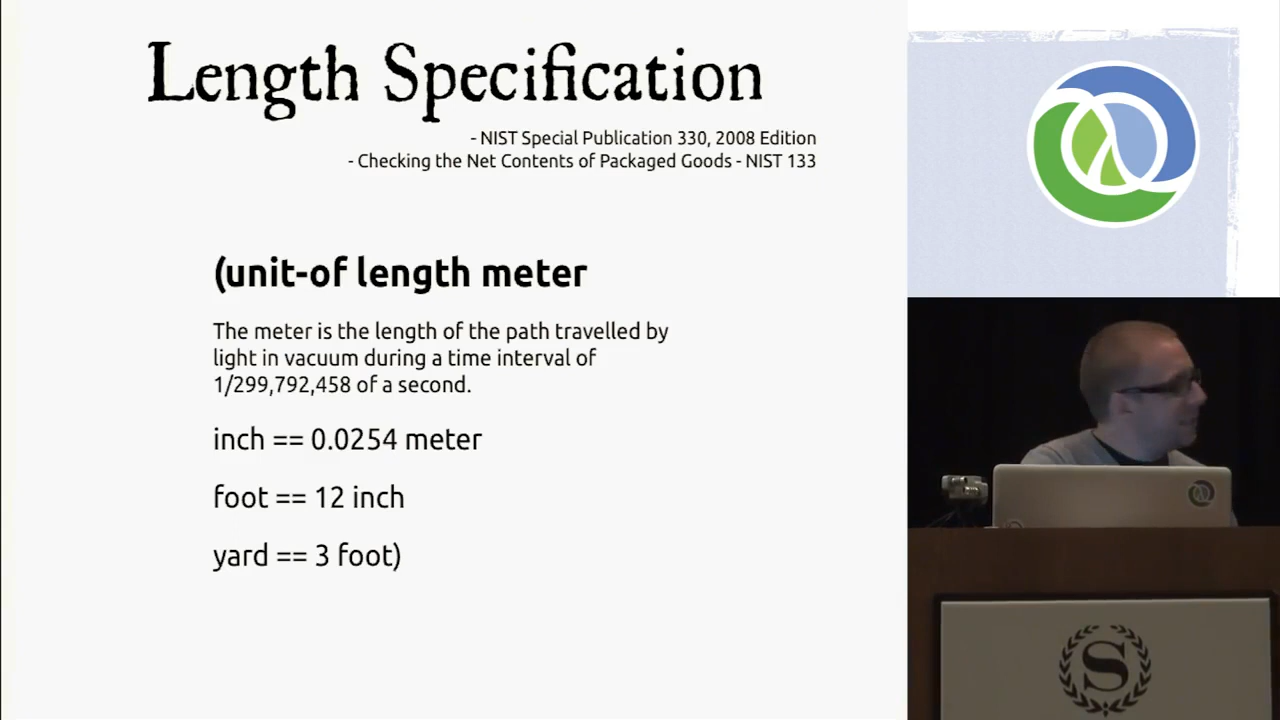 Length Specification
- NIST Special Publication 330, 2008 Edition
- Checking the Net Contents of Packaged Goods - NIST 133
(unit-of length meter
The meter is the length of the path travelled by
light in vacuum during a time interval of
1/299,792,458 of a second.
inch == 0.0254 meter
foot == 12 inch
yard == 3 foot)
S